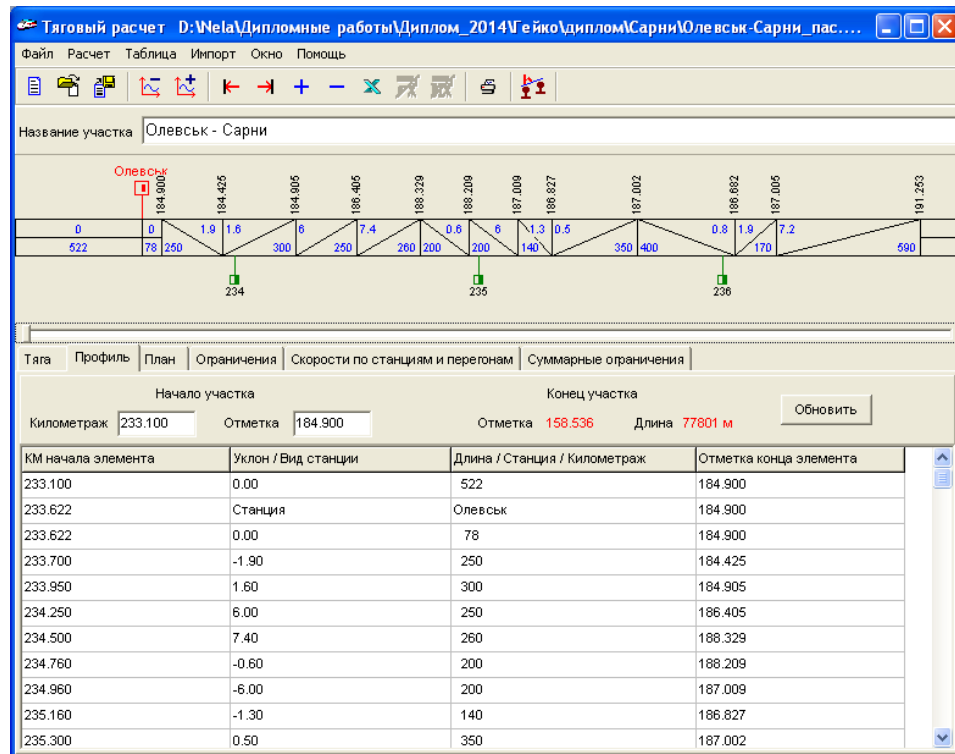 Тяговый расчет D:\Nela\Дипломные работы\Диплом_2014\Гейко\диплом\Сарни\Олевськ-Сарни_пас....
Файл Расчет Таблица Импорт Окно Помощь
Название участка Олевськ - Сарни
Олевськ
184.900 184.425 184.905 186.405 188.329 188.209 187.009 186.827 187.002 186.682 187.005 191.253
0 0 1.9 1.6 6 7.4 0.6 6 1.3 0.5 0.8 1.9 7.2
522 78 250 300 250 260 200 200 140 350 400 170 590
234 235 236
Тяга Профиль План Ограничения Скорости по станциям и перегонам Суммарные ограничения
Начало участка Конец участка
Километраж 233.100 Отметка 184.900 Отметка 158.536 Длина 77801 м Обновить
КМ начала элемента Уклон / Вид станции Длина / Станция / Километраж Отметка конца элемента
233.100 0.00 522 184.900
233.622 Станция Олевськ 184.900
233.622 0.00 78 184.900
233.700 -1.90 250 184.425
233.950 1.60 300 184.905
234.250 6.00 250 186.405
234.500 7.40 260 188.329
234.760 -0.60 200 188.209
234.960 -6.00 200 187.009
235.160 -1.30 140 186.827
235.300 0.50 350 187.002